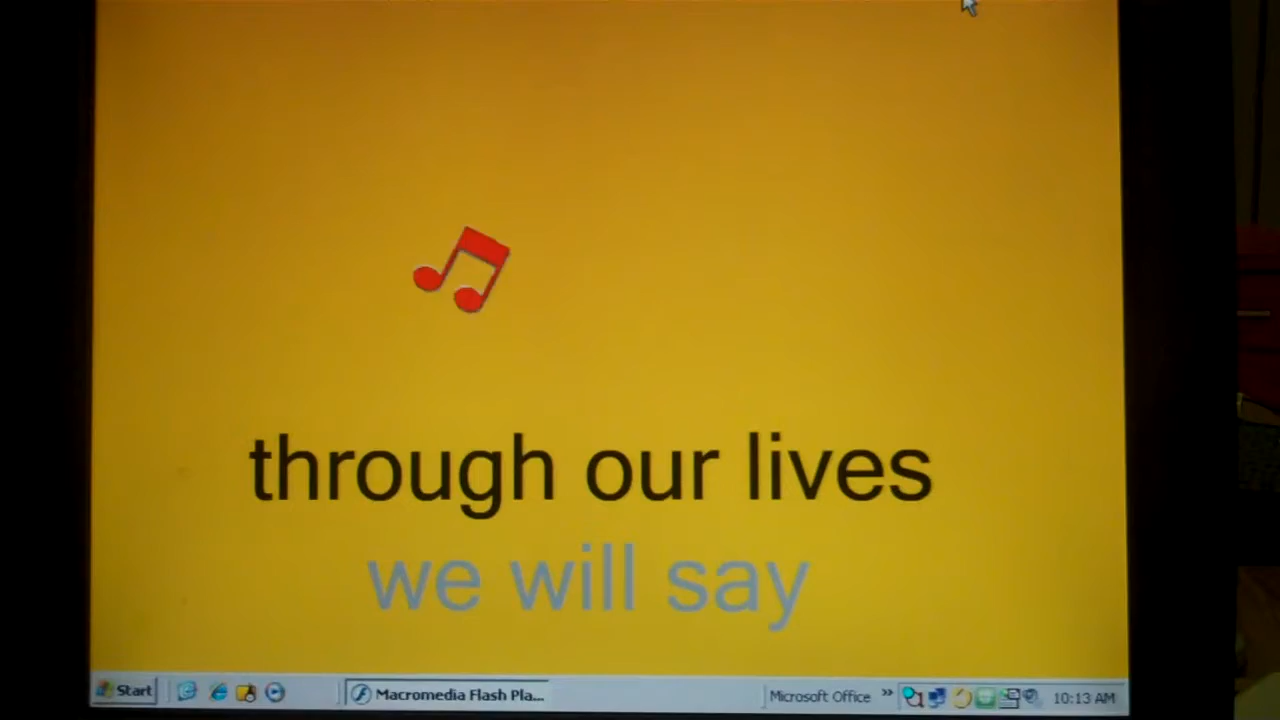 through our lives
we will say
Start
Macromedia Flash Pla...
Microsoft Office
10:13 AM